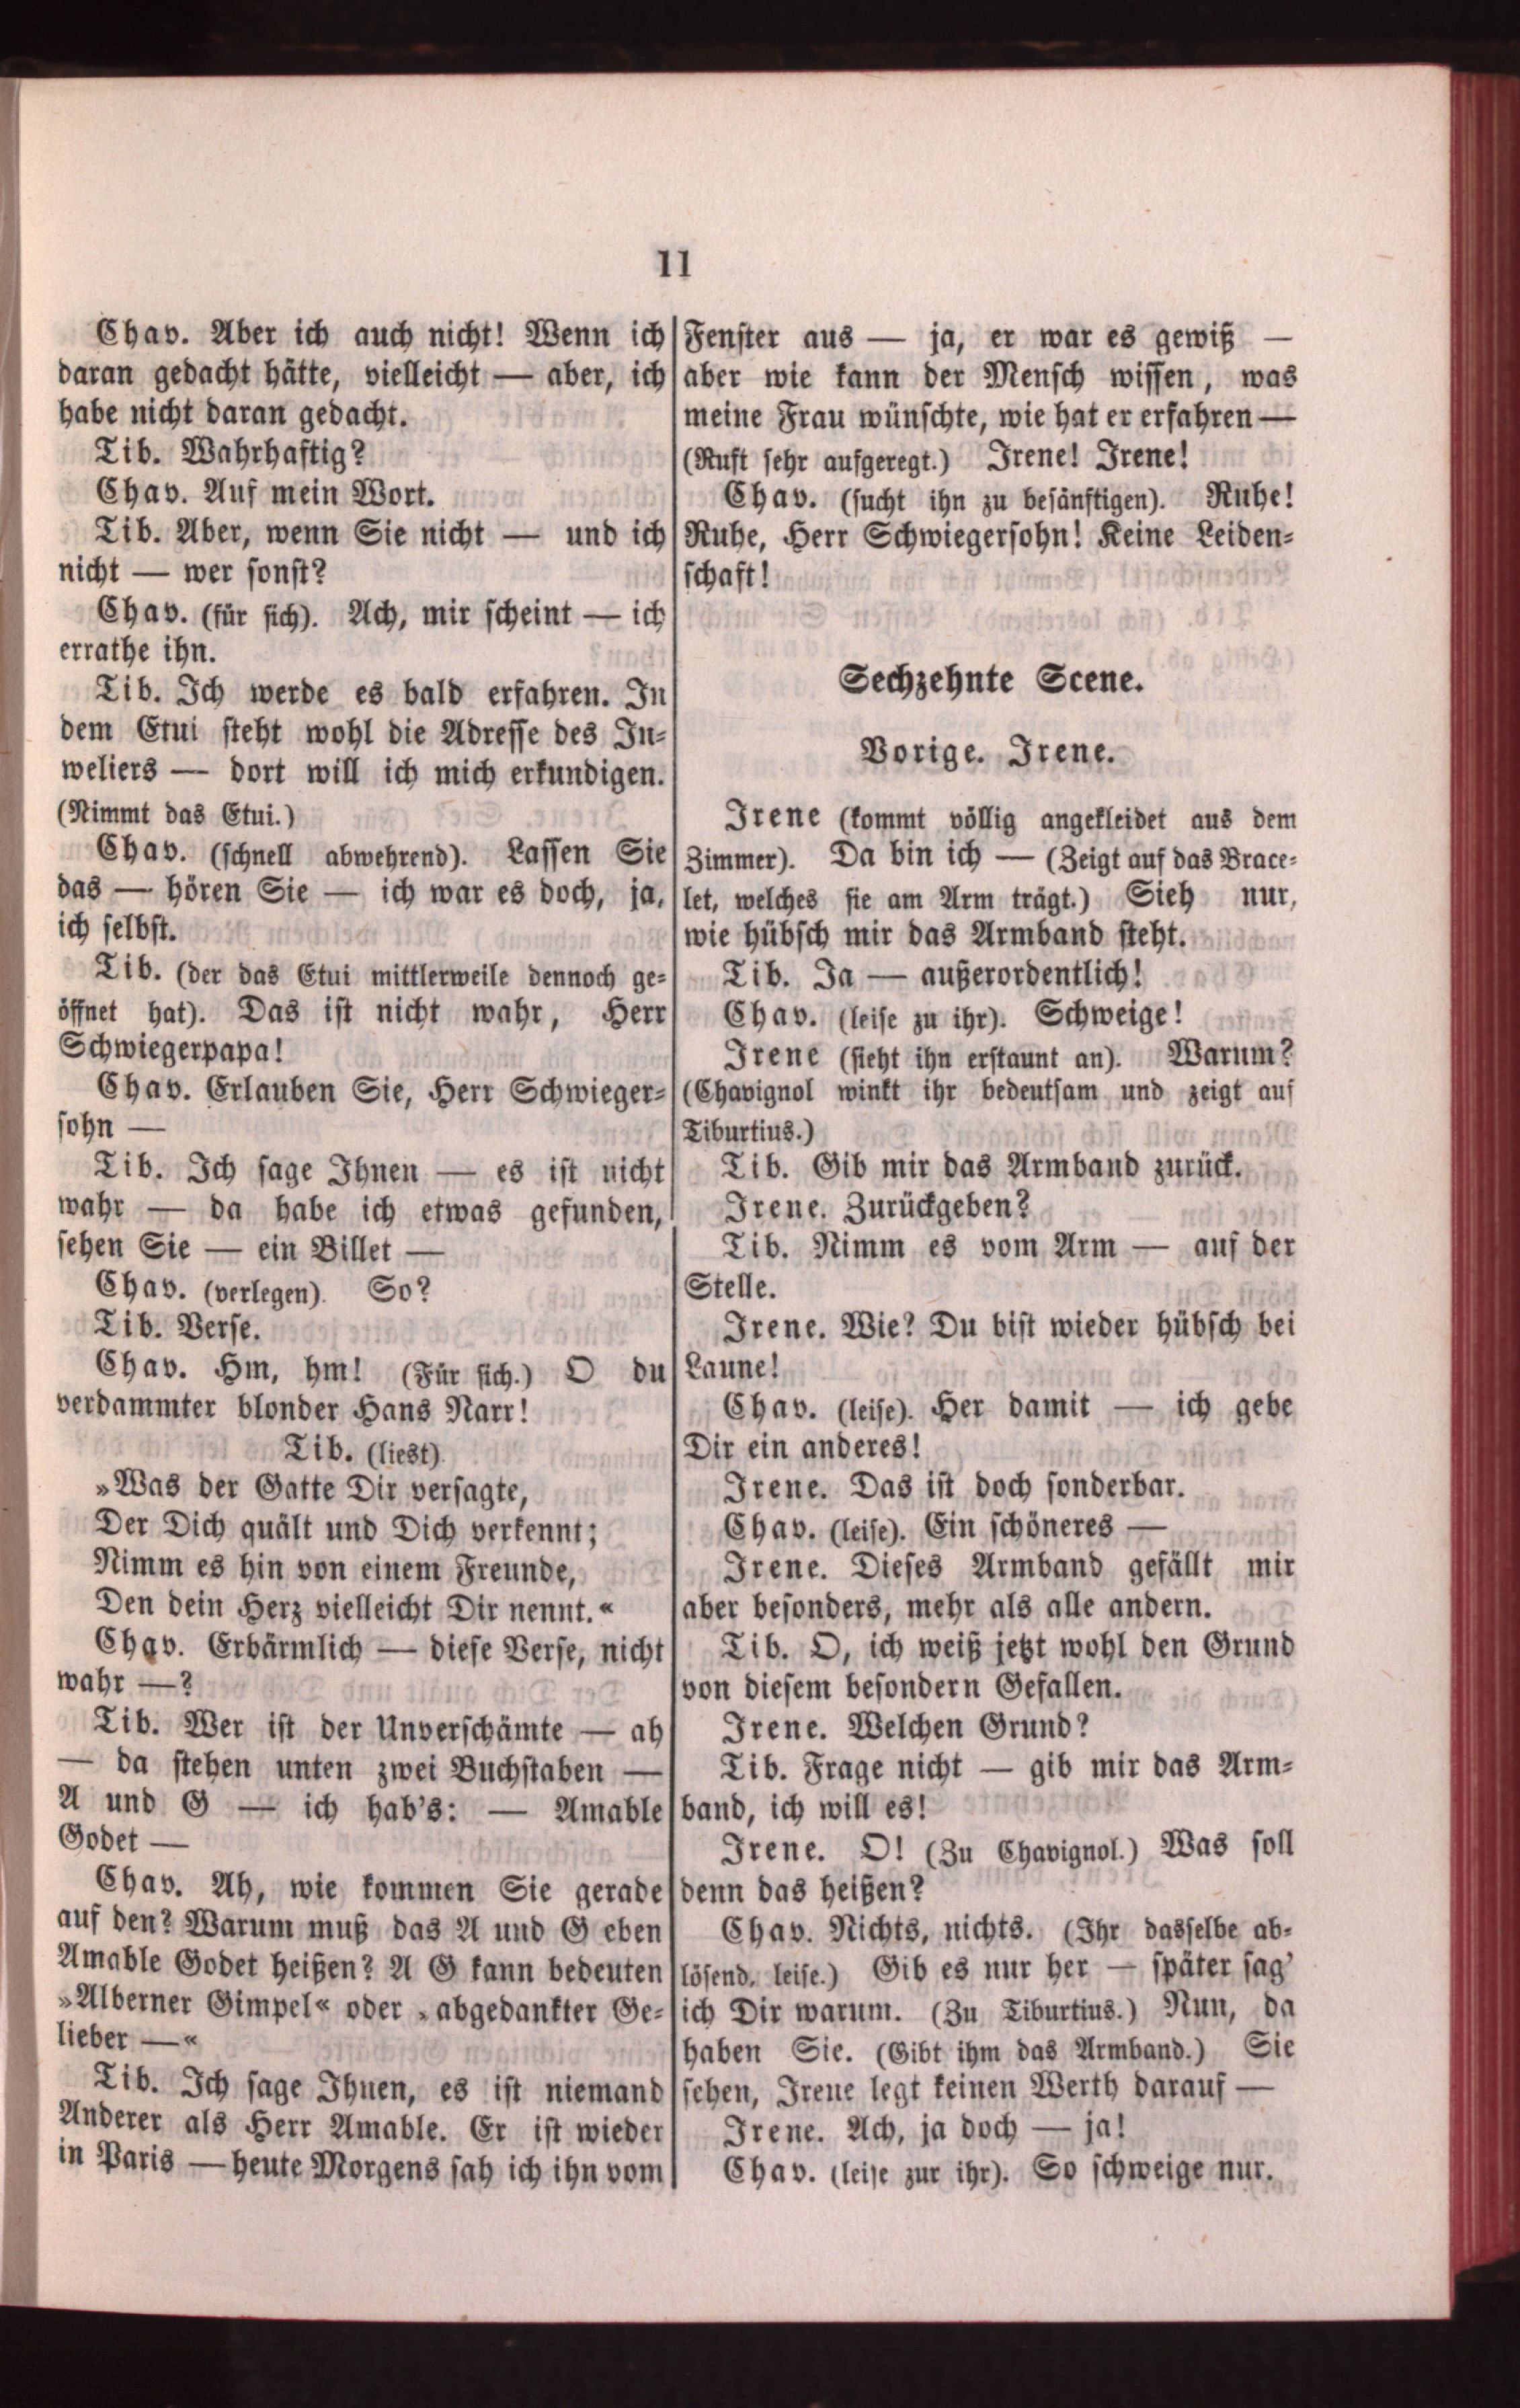 11
Chav. Aber ich auch nicht! Wenn ich
daran gedacht hätte, vielleicht — aber, ich
habe nicht daran gedacht.
Tib. Wahrhaftig?
Chav. Auf mein Wort.
Tib. Aber, wenn Sie nicht — und ich
nicht — wer sonst?
Chav. (für sich). Ach, mir scheint — ich
errathe ihn.
Tib. Ich werde es bald erfahren. In
dem Etui steht wohl die Adresse des Ju-
weliers — dort will ich mich erkundigen.
(Nimmt das Etui.)
Chav. (schnell abwehrend). Lassen Sie
das — hören Sie — ich war es doch, ja,
ich selbst.
Tib. (der das Etui mittlerweile dennoch ge-
öffnet hat). Das ist nicht wahr, Herr
Schwiegerpapa!
Chav. Erlauben Sie, Herr Schwieger-
sohn —
Tib. Ich sage Ihnen — es ist nicht
wahr — da habe ich etwas gefunden,
sehen Sie — ein Billet —
Chav. (verlegen). So?
Tib. Verse.
Chav. Hm, hm! (Für sich.) O du
verdammter blonder Hans Narr!
Tib. (liest).
»Was der Gatte Dir versagte,
Der Dich quält und Dich verkennt;
Nimm es hin von einem Freunde,
Den dein Herz vielleicht Dir nennt.«
Chav. Erbärmlich — diese Verse, nicht
wahr —?
Tib. Wer ist der Unverschämte — ah
— da stehen unten zwei Buchstaben —
A und G — ich hab's: — Amable
Godet —
Chav. Ah, wie kommen Sie gerade
auf den? Warum muß das A und G eben
Amable Godet heißen? A G kann bedeuten
»Alberner Gimpel« oder »abgedankter Ge-
lieber —«
Tib. Ich sage Ihnen, es ist niemand
Anderer als Herr Amable. Er ist wieder
in Paris — heute Morgens sah ich ihn vom
Fenster aus — ja, er war es gewiß —
aber wie kann der Mensch wissen, was
meine Frau wünschte, wie hat er erfahren —
(Ruft sehr aufgeregt.) Irene! Irene!
Chav. (sucht ihn zu besänftigen). Ruhe!
Ruhe, Herr Schwiegersohn! Keine Leiden-
schaft!
Sechzehnte Scene.
Vorige. Irene.
Irene (kommt völlig angekleidet aus dem
Zimmer). Da bin ich — (Zeigt auf das Brace-
let, welches sie am Arm trägt.) Sieh nur,
wie hübsch mir das Armband steht.
Tib. Ja — außerordentlich!
Chav. (leise zu ihr). Schweige!
Irene (sieht ihn erstaunt an). Warum?
(Chavignol winkt ihr bedeutsam und zeigt auf
Tiburtius.)
Tib. Gib mir das Armband zurück.
Irene. Zurückgeben?
Tib. Nimm es vom Arm — auf der
Stelle.
Irene. Wie? Du bist wieder hübsch bei
Laune!
Chav. (leise). Her damit — ich gebe
Dir ein anderes!
Irene. Das ist doch sonderbar.
Chav. (leise). Ein schöneres —
Irene. Dieses Armband gefällt mir
aber besonders, mehr als alle andern.
Tib. O, ich weiß jetzt wohl den Grund
von diesem besondern Gefallen.
Irene. Welchen Grund?
Tib. Frage nicht — gib mir das Arm-
band, ich will es!
Irene. O! (Zu Chavignol.) Was soll
denn das heißen?
Chav. Nichts, nichts. (Ihr dasselbe ab-
lösend, leise.) Gib es nur her — später sag'
ich Dir warum. (Zu Tiburtius.) Nun, da
haben Sie. (Gibt ihm das Armband.) Sie
sehen, Irene legt keinen Werth darauf —
Irene. Ach, ja doch — ja!
Chav. (leise zur ihr). So schweige nur.